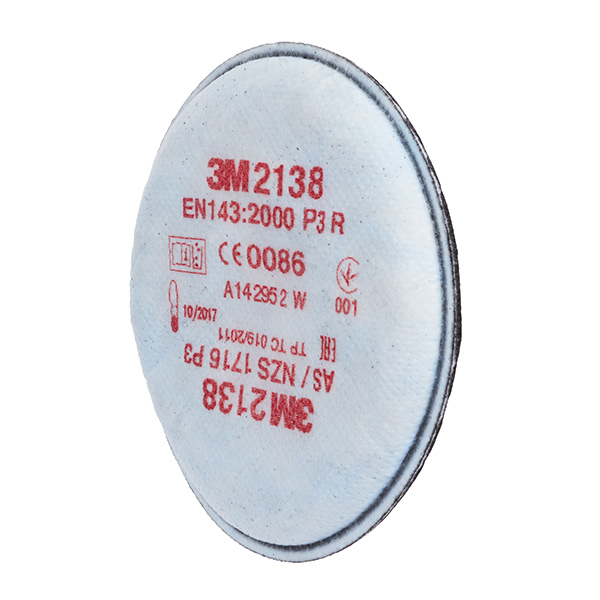 3M 2138
EN143:2000 P3 R
CE 0086
A142952 W
001
10/2017
TP TC 019/2011
EAC
AS / NZS 1716 P3
3M 2138